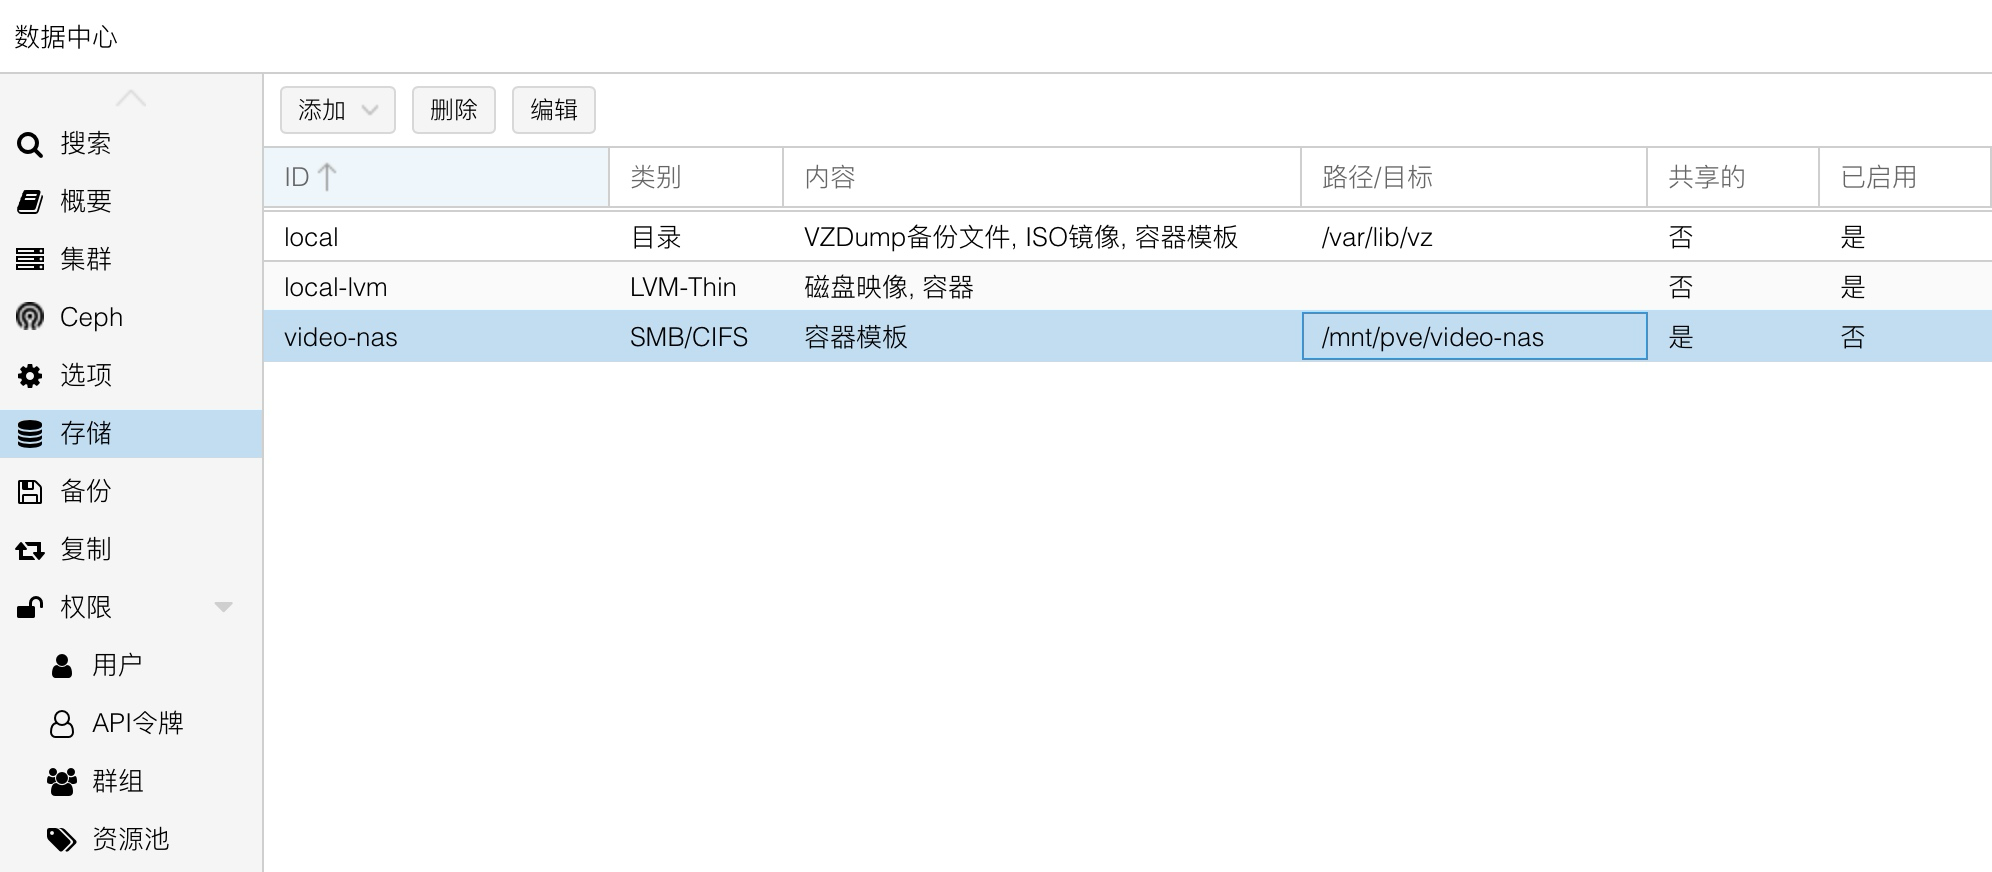 数据中心
搜索
概要
集群
Ceph
选项
存储
备份
复制
权限
用户
API令牌
群组
资源池
添加 删除 编辑
ID 类别 内容 路径/目标 共享的 已启用
local 目录 VZDump备份文件, ISO镜像, 容器模板 /var/lib/vz 否 是
local-lvm LVM-Thin 磁盘映像, 容器 否 是
video-nas SMB/CIFS 容器模板 /mnt/pve/video-nas 是 否